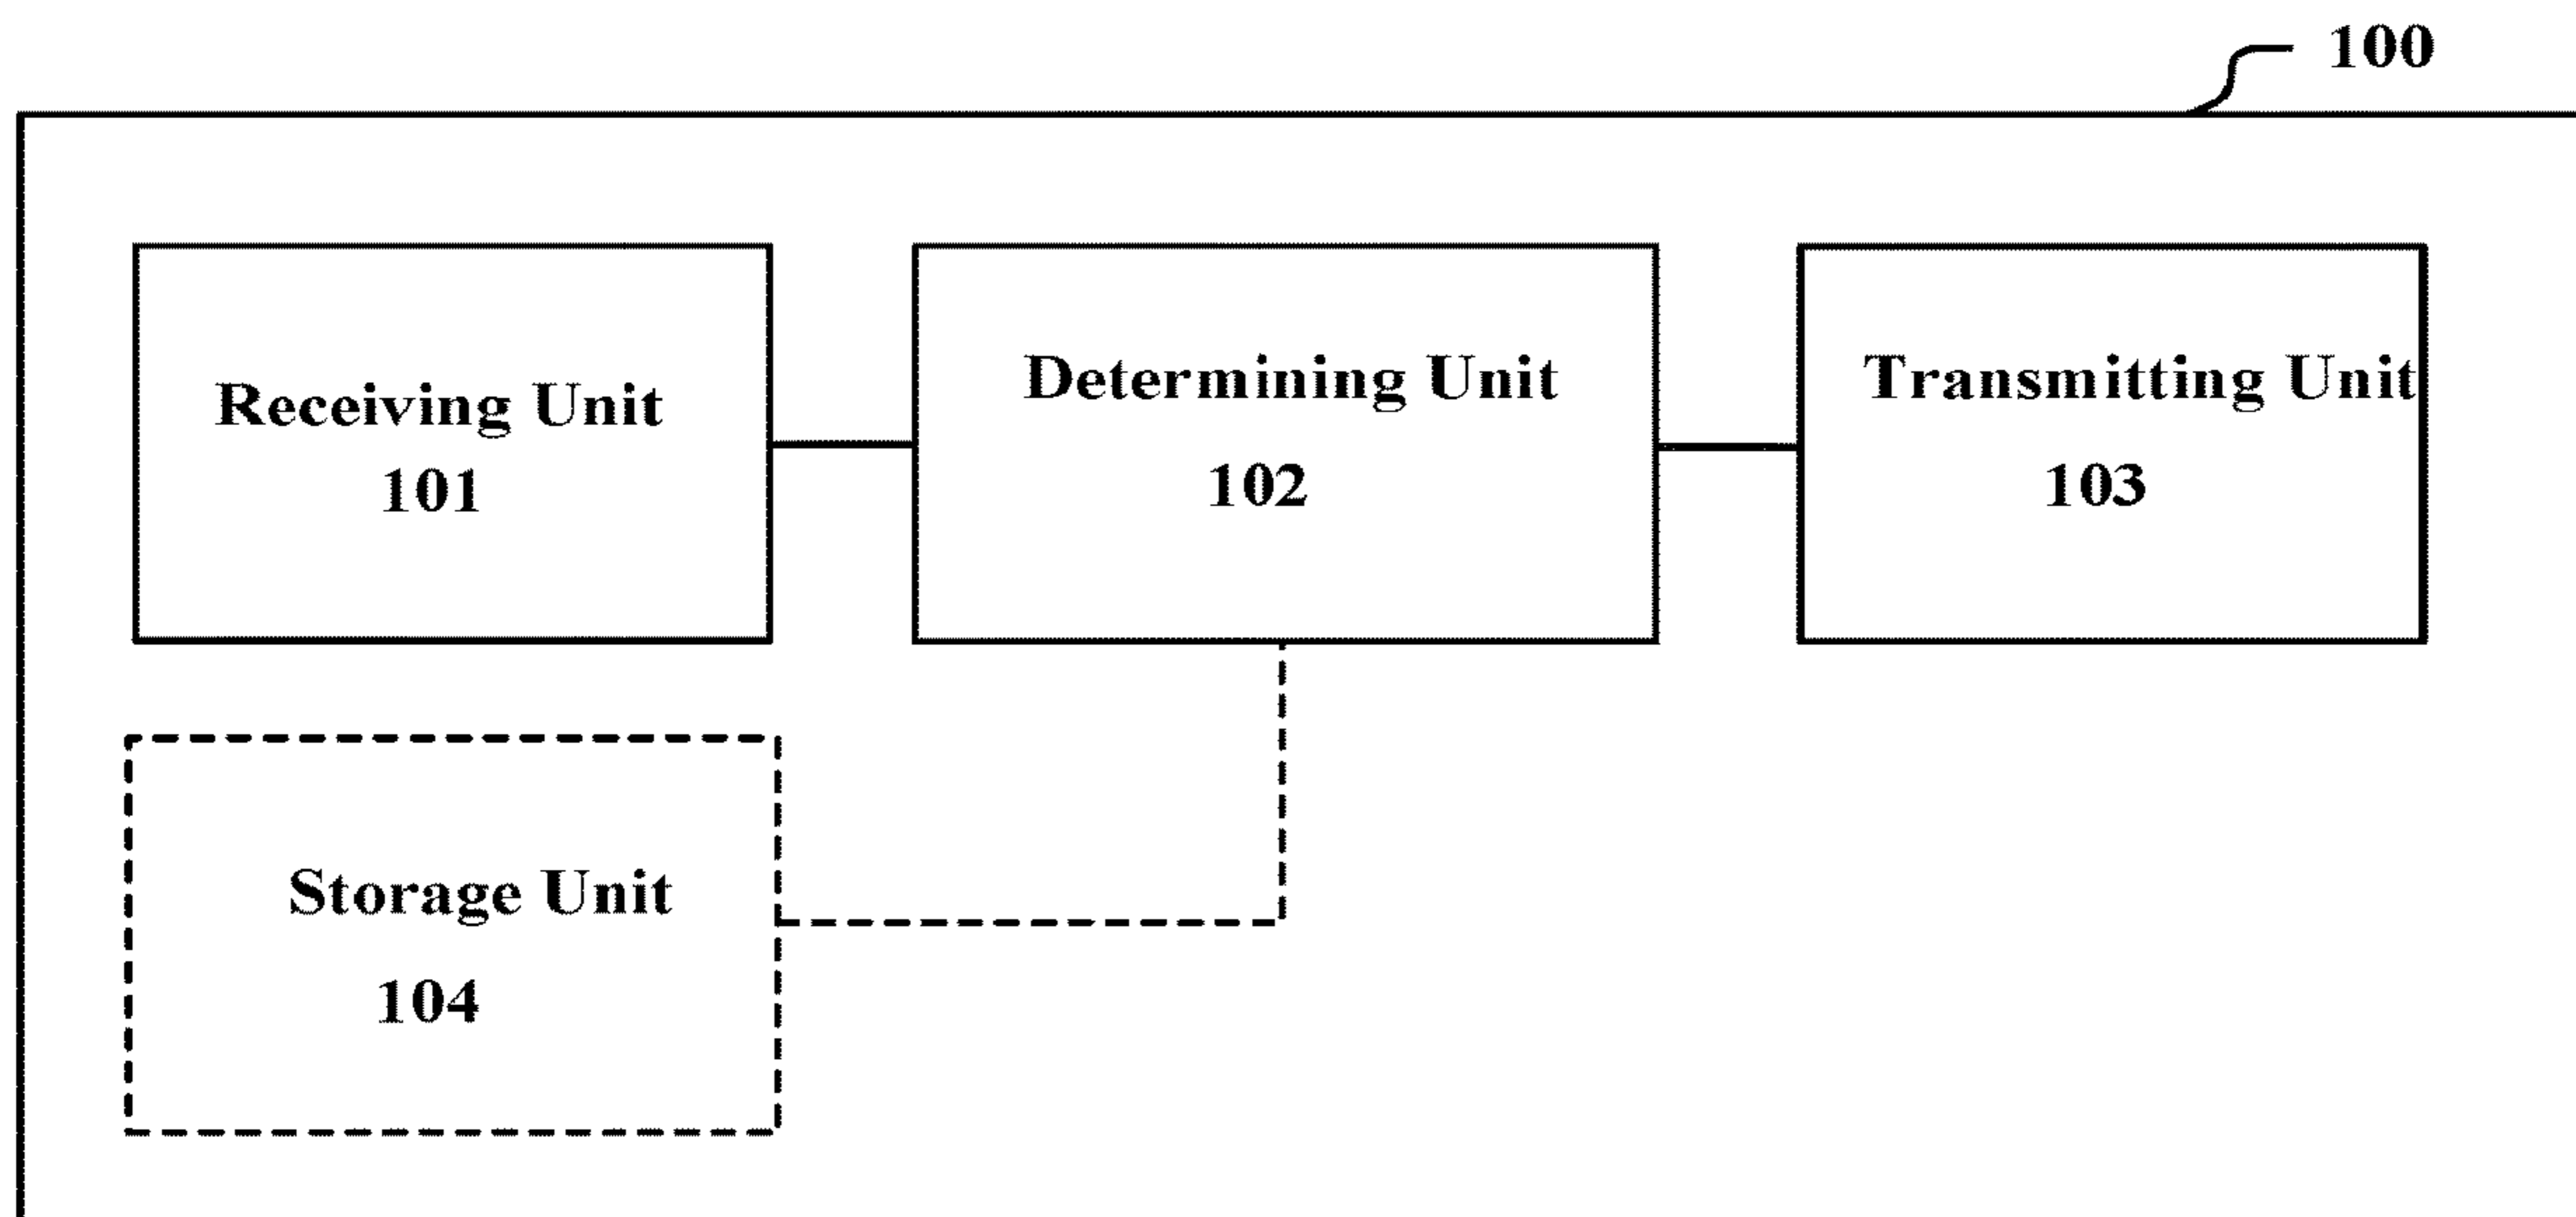 100
Receiving Unit
101
Determining Unit
102
Transmitting Unit
103
Storage Unit
104